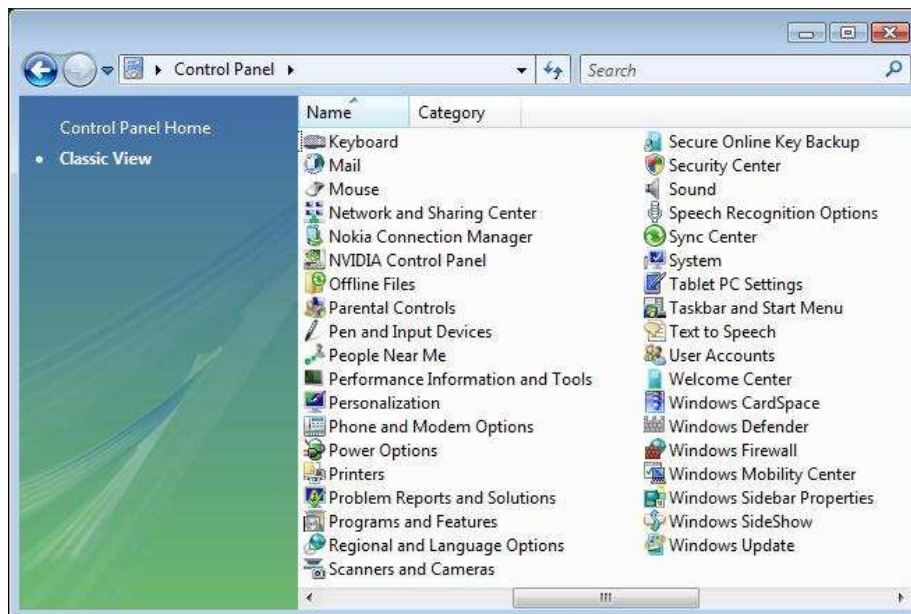 Control Panel
Search
Control Panel Home
Classic View
Name Category
Keyboard
Mail
Mouse
Network and Sharing Center
Nokia Connection Manager
NVIDIA Control Panel
Offline Files
Parental Controls
Pen and Input Devices
People Near Me
Performance Information and Tools
Personalization
Phone and Modem Options
Power Options
Printers
Problem Reports and Solutions
Programs and Features
Regional and Language Options
Scanners and Cameras
Secure Online Key Backup
Security Center
Sound
Speech Recognition Options
Sync Center
System
Tablet PC Settings
Taskbar and Start Menu
Text to Speech
User Accounts
Welcome Center
Windows CardSpace
Windows Defender
Windows Firewall
Windows Mobility Center
Windows Sidebar Properties
Windows SideShow
Windows Update